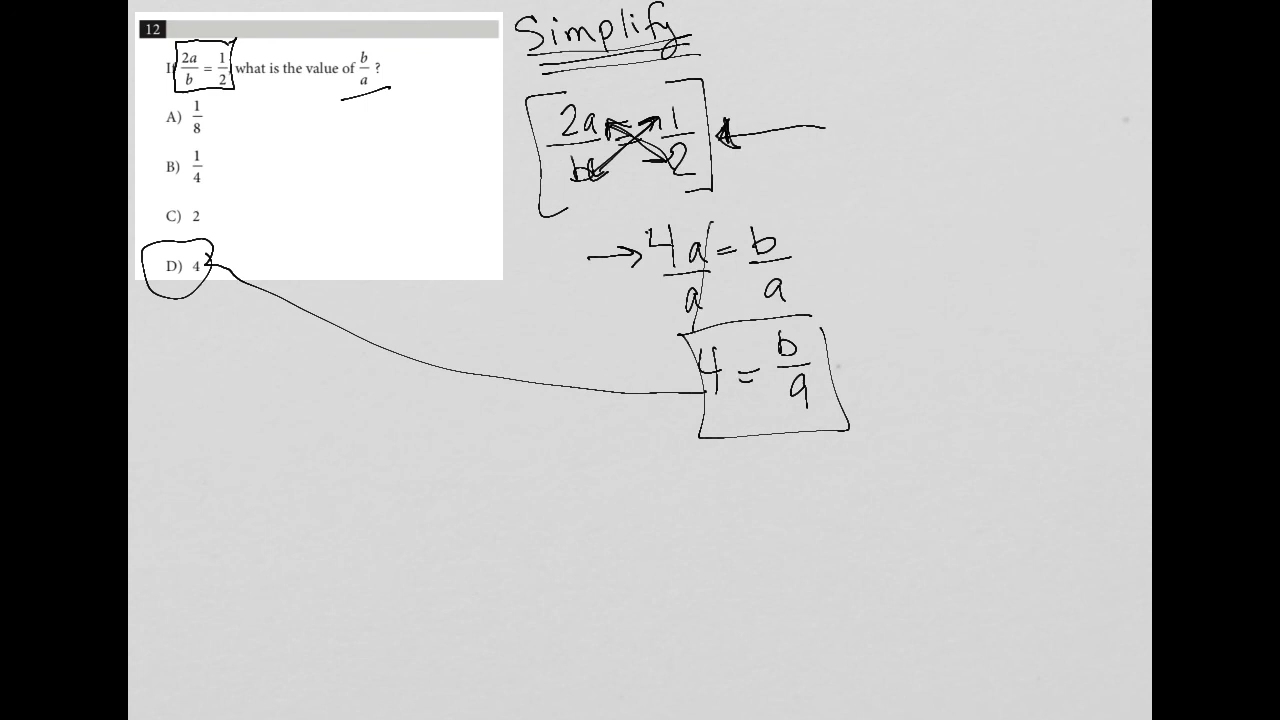 12
If 2a/b = 1/2, what is the value of b/a ?
A) 1/8
B) 1/4
C) 2
D) 4
Simplify
2a/b = 1/2
4a/a = b/a
4 = b/a